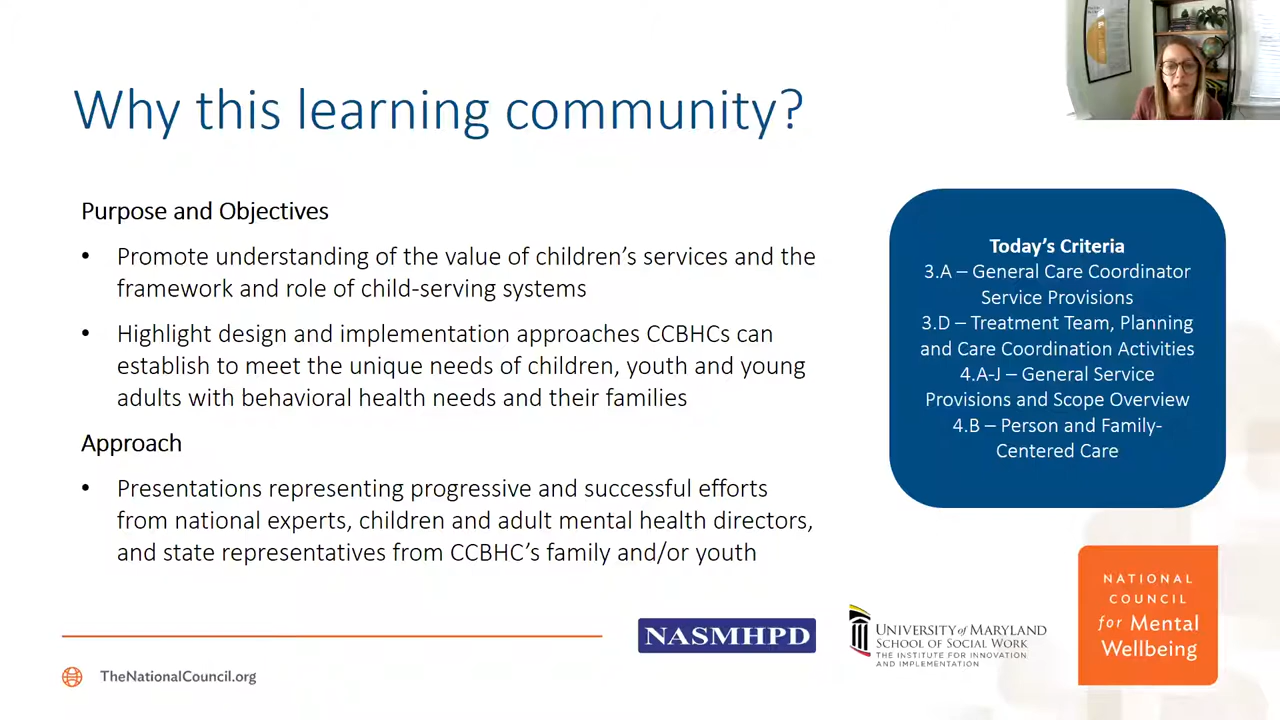 Why this learning community?
Purpose and Objectives
• Promote understanding of the value of children's services and the
framework and role of child-serving systems
• Highlight design and implementation approaches CCBHCs can
establish to meet the unique needs of children, youth and young
adults with behavioral health needs and their families
Approach
• Presentations representing progressive and successful efforts
from national experts, children and adult mental health directors,
and state representatives from CCBHC's family and/or youth
Today's Criteria
3.A – General Care Coordinator
Service Provisions
3.D – Treatment Team, Planning
and Care Coordination Activities
4.A-J – General Service
Provisions and Scope Overview
4.B – Person and Family-
Centered Care
TheNationalCouncil.org
NASMHPD
UNIVERSITY of MARYLAND
SCHOOL OF SOCIAL WORK
THE INSTITUTE FOR INNOVATION
AND IMPLEMENTATION
NATIONAL
COUNCIL
for Mental
Wellbeing